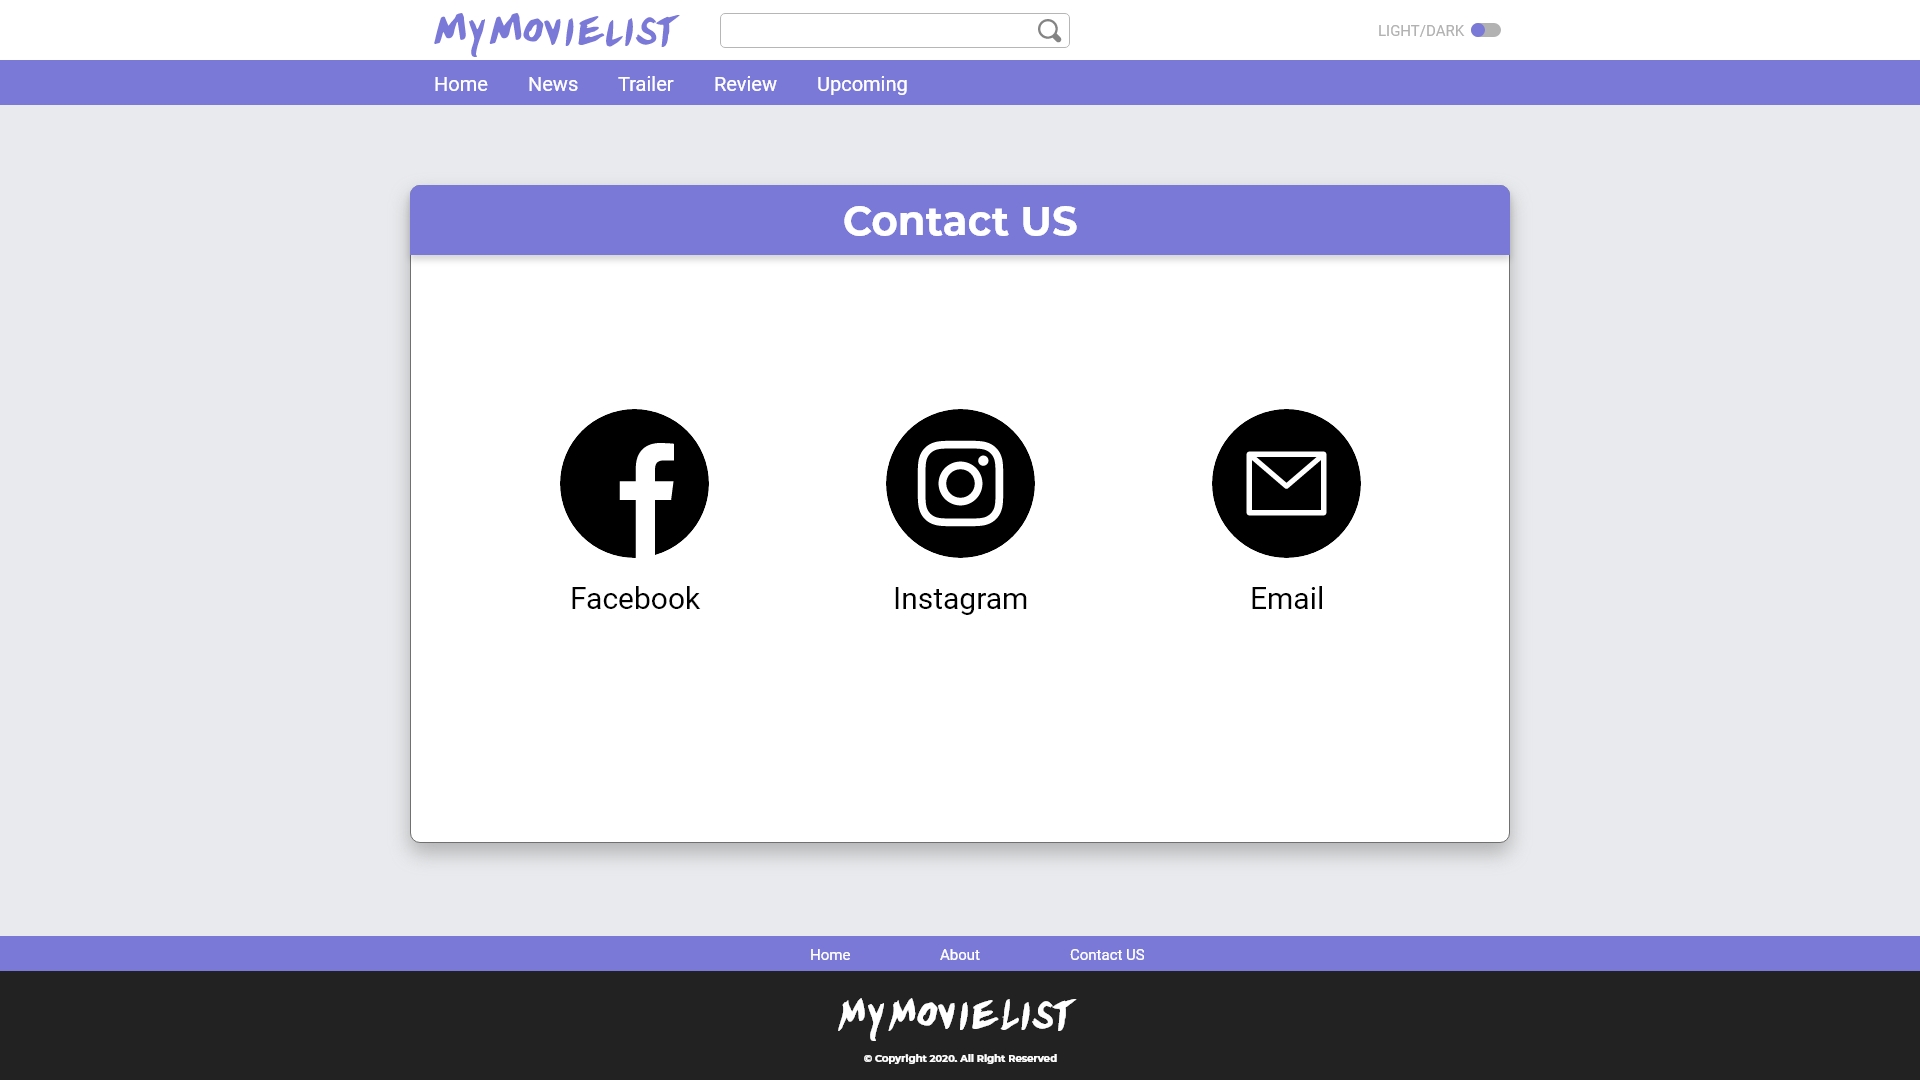 MyMovieList
LIGHT/DARK
Home News Trailer Review Upcoming
Contact US
Facebook Instagram Email
Home About Contact US
MyMovieList
© Copyright 2020. All Right Reserved